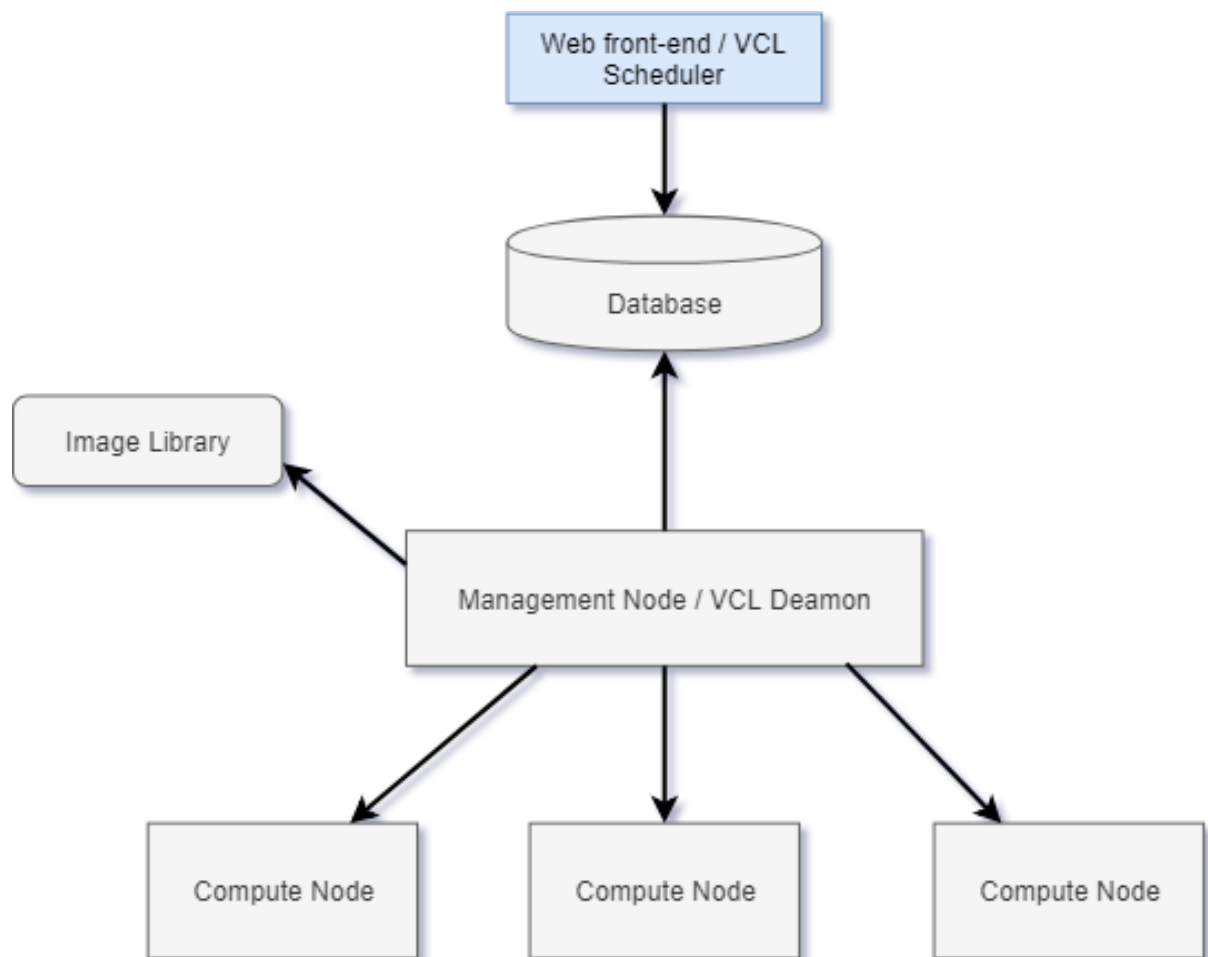 Web front-end / VCL
Scheduler
Database
Image Library
Management Node / VCL Deamon
Compute Node
Compute Node
Compute Node